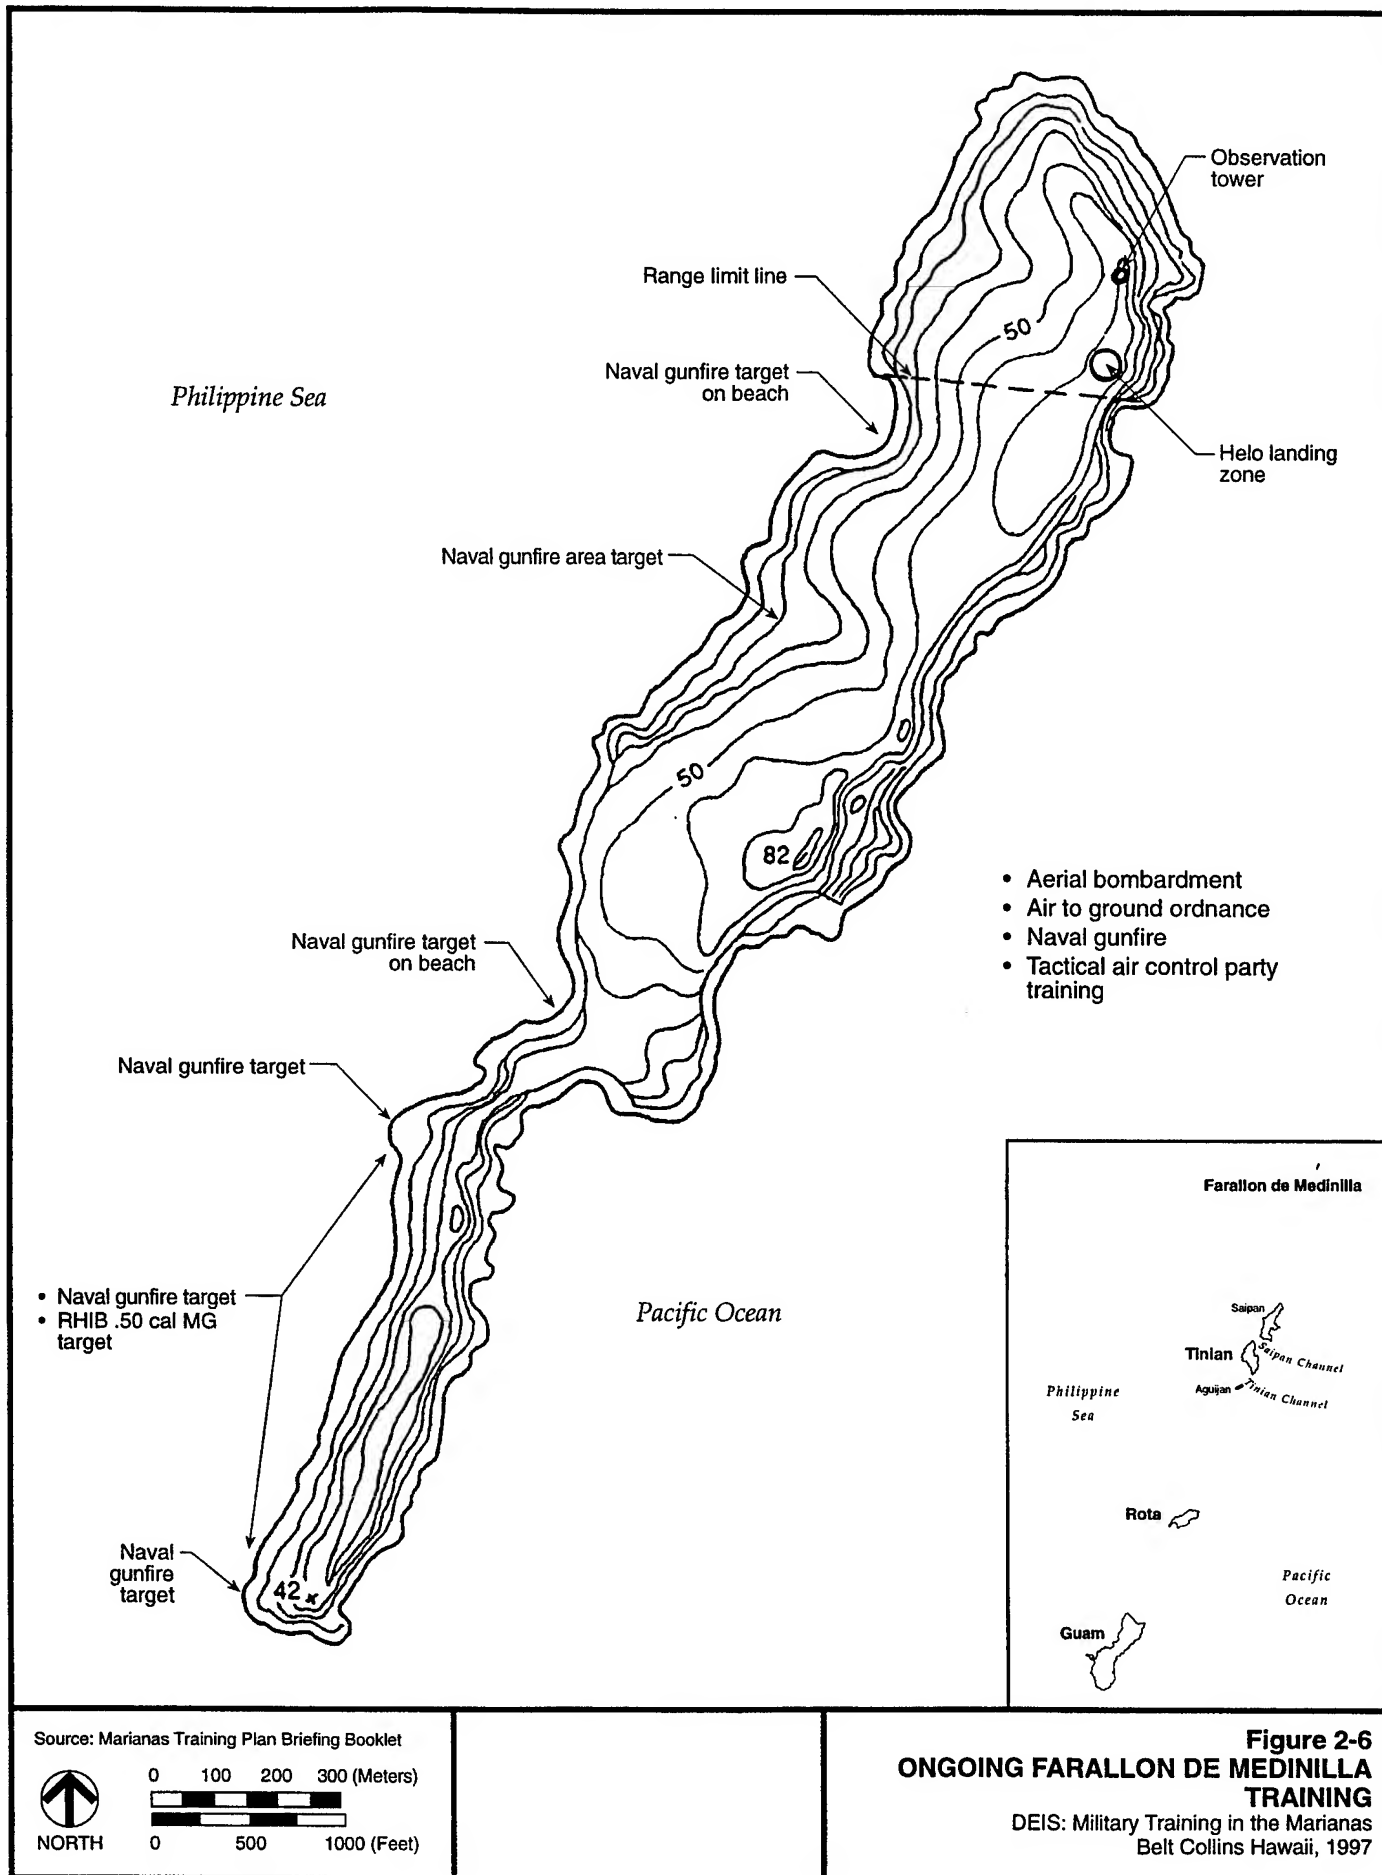 Observation
tower
Range limit line
50
Naval gunfire target
on beach
Philippine Sea
Helo landing
zone
Naval gunfire area target
50
82
• Aerial bombardment
• Air to ground ordnance
• Naval gunfire
• Tactical air control party
training
Naval gunfire target
on beach
Naval gunfire target
• Naval gunfire target
• RHIB .50 cal MG
target
Pacific Ocean
Naval
gunfire
target
42 x
Farallon de Medinilla
Saipan
Tinian
Saipan Channel
Aguijan
Tinian Channel
Philippine
Sea
Rota
Pacific
Ocean
Guam
Source: Marianas Training Plan Briefing Booklet
0 100 200 300 (Meters)
NORTH
0 500 1000 (Feet)
Figure 2-6
ONGOING FARALLON DE MEDINILLA
TRAINING
DEIS: Military Training in the Marianas
Belt Collins Hawaii, 1997